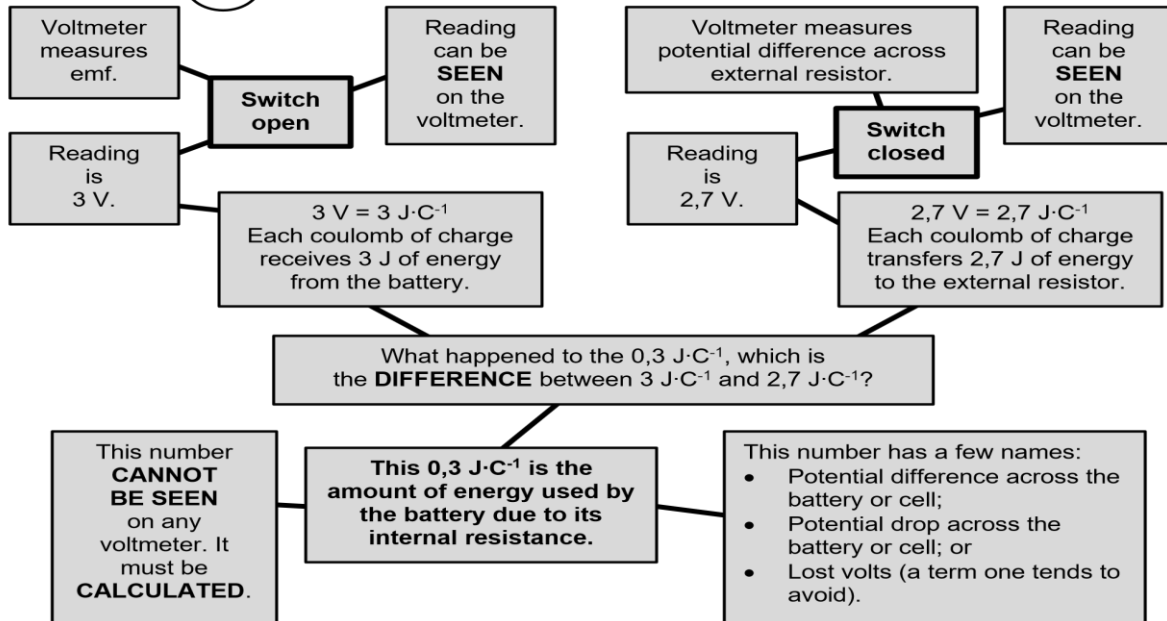 Voltmeter
measures
emf.
Switch
open
Reading
can be
SEEN
on the
voltmeter.
Reading
is
3 V.
3 V = 3 J·C⁻¹
Each coulomb of charge
receives 3 J of energy
from the battery.
Voltmeter measures
potential difference across
external resistor.
Switch
closed
Reading
can be
SEEN
on the
voltmeter.
Reading
is
2,7 V.
2,7 V = 2,7 J·C⁻¹
Each coulomb of charge
transfers 2,7 J of energy
to the external resistor.
What happened to the 0,3 J·C⁻¹, which is
the DIFFERENCE between 3 J·C⁻¹ and 2,7 J·C⁻¹?
This number
CANNOT
BE SEEN
on any
voltmeter. It
must be
CALCULATED.
This 0,3 J·C⁻¹ is the
amount of energy used by
the battery due to its
internal resistance.
This number has a few names:
• Potential difference across the
battery or cell;
• Potential drop across the
battery or cell; or
• Lost volts (a term one tends to
avoid).